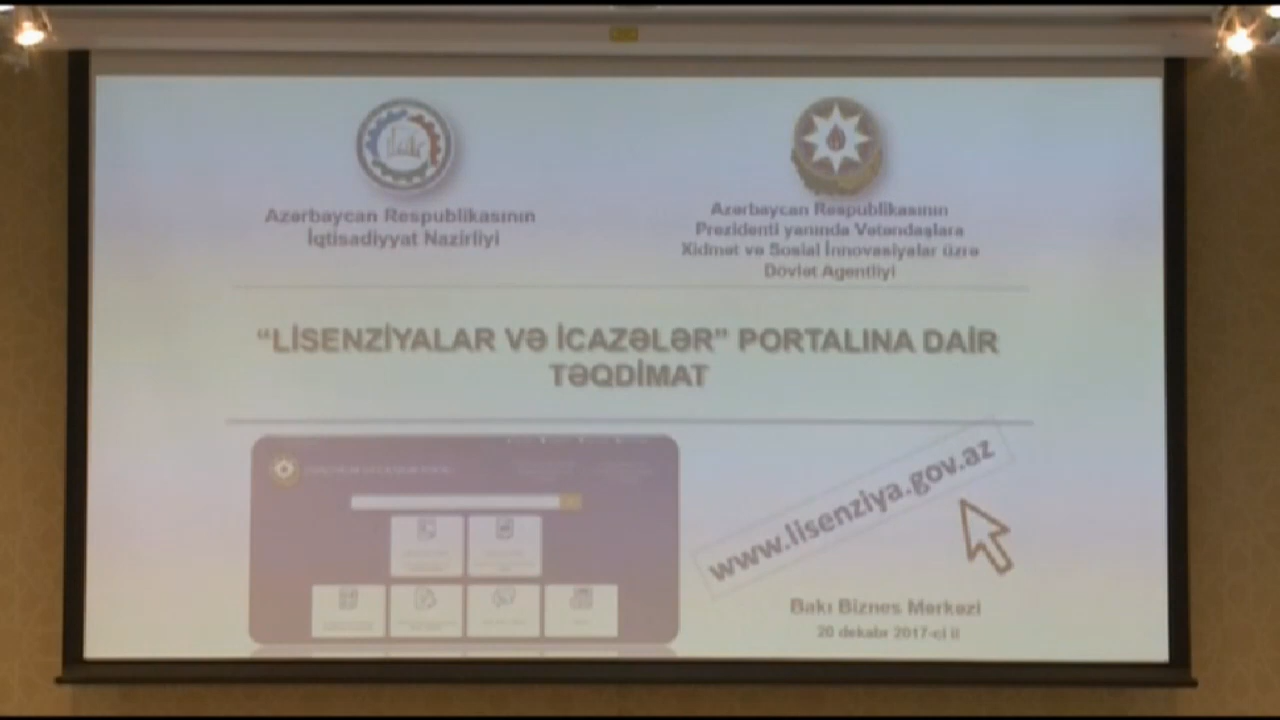 Azərbaycan Respublikasının
İqtisadiyyat Nazirliyi
Azərbaycan Respublikasının
Prezidenti yanında Vətəndaşlara
Xidmət və Sosial İnnovasiyalar üzrə
Dövlət Agentliyi
“LİSENZİYALAR VƏ İCAZƏLƏR” PORTALINA DAİR
TƏQDİMAT
www.lisenziya.gov.az
Bakı Biznes Mərkəzi
20 dekabr 2017-ci il